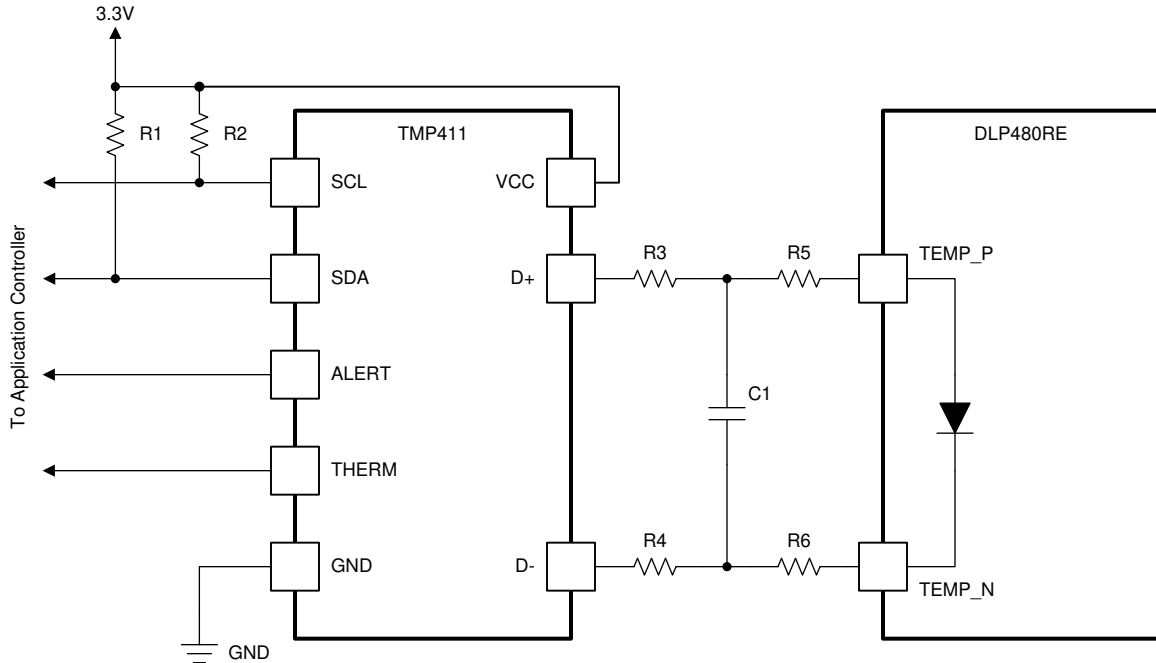 3.3V
R1
R2
TMP411
DLP480RE
SCL
VCC
R3
R5
TEMP_P
SDA
D+
To Application Controller
ALERT
C1
THERM
R4
R6
GND
D-
TEMP_N
GND